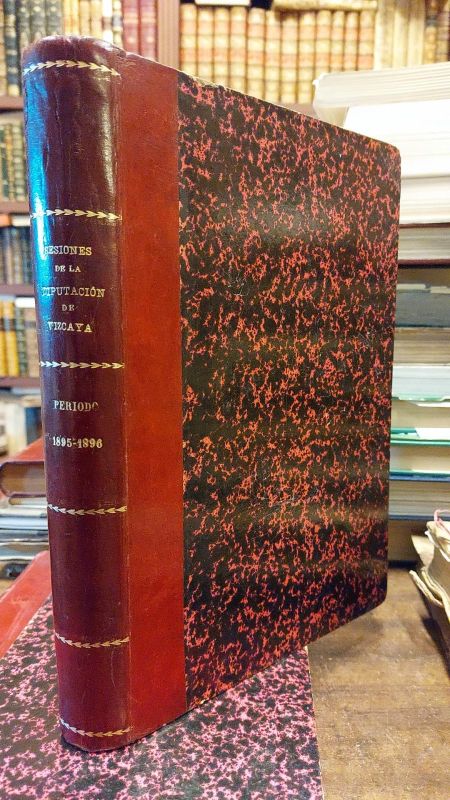 SESIONES
DE LA
DIPUTACIÓN
DE
VIZCAYA
PERIODO
1895-1896